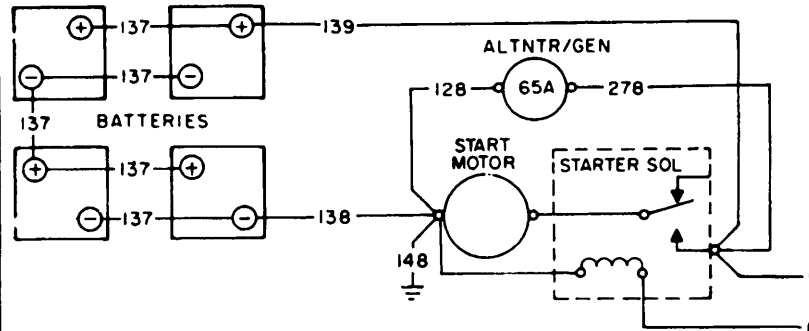 + 137 + 139
- 137 -
137
BATTERIES
+ 137 +
- 137 - 138
ALTNTR/GEN
128 65A 278
START
MOTOR
STARTER SOL
148